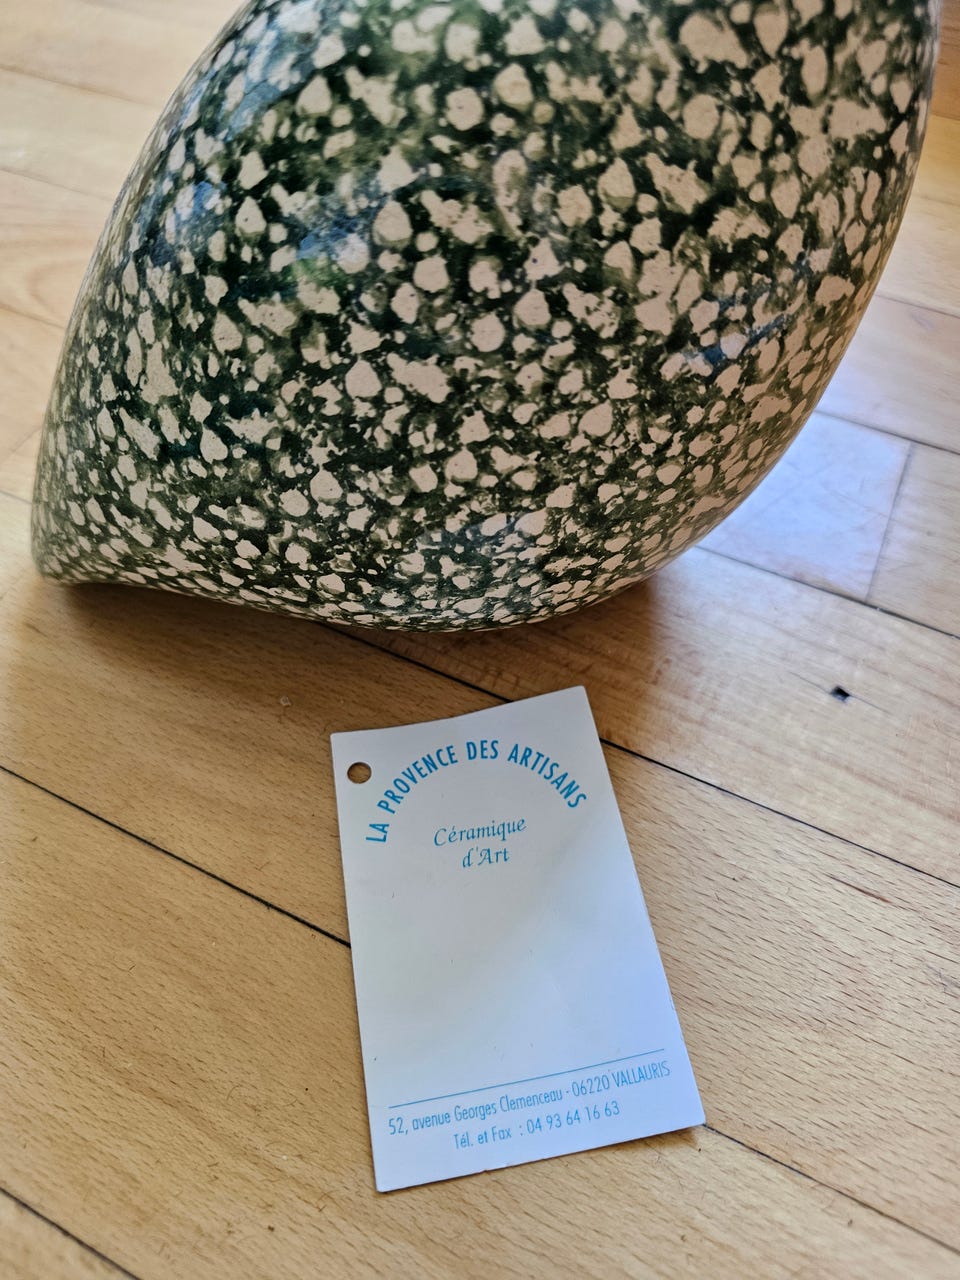 LA PROVENCE DES ARTISANS
Céramique
d'Art
52, avenue Georges Clemenceau - 06220 VALLAURIS
Tél. et Fax : 04 93 64 16 63